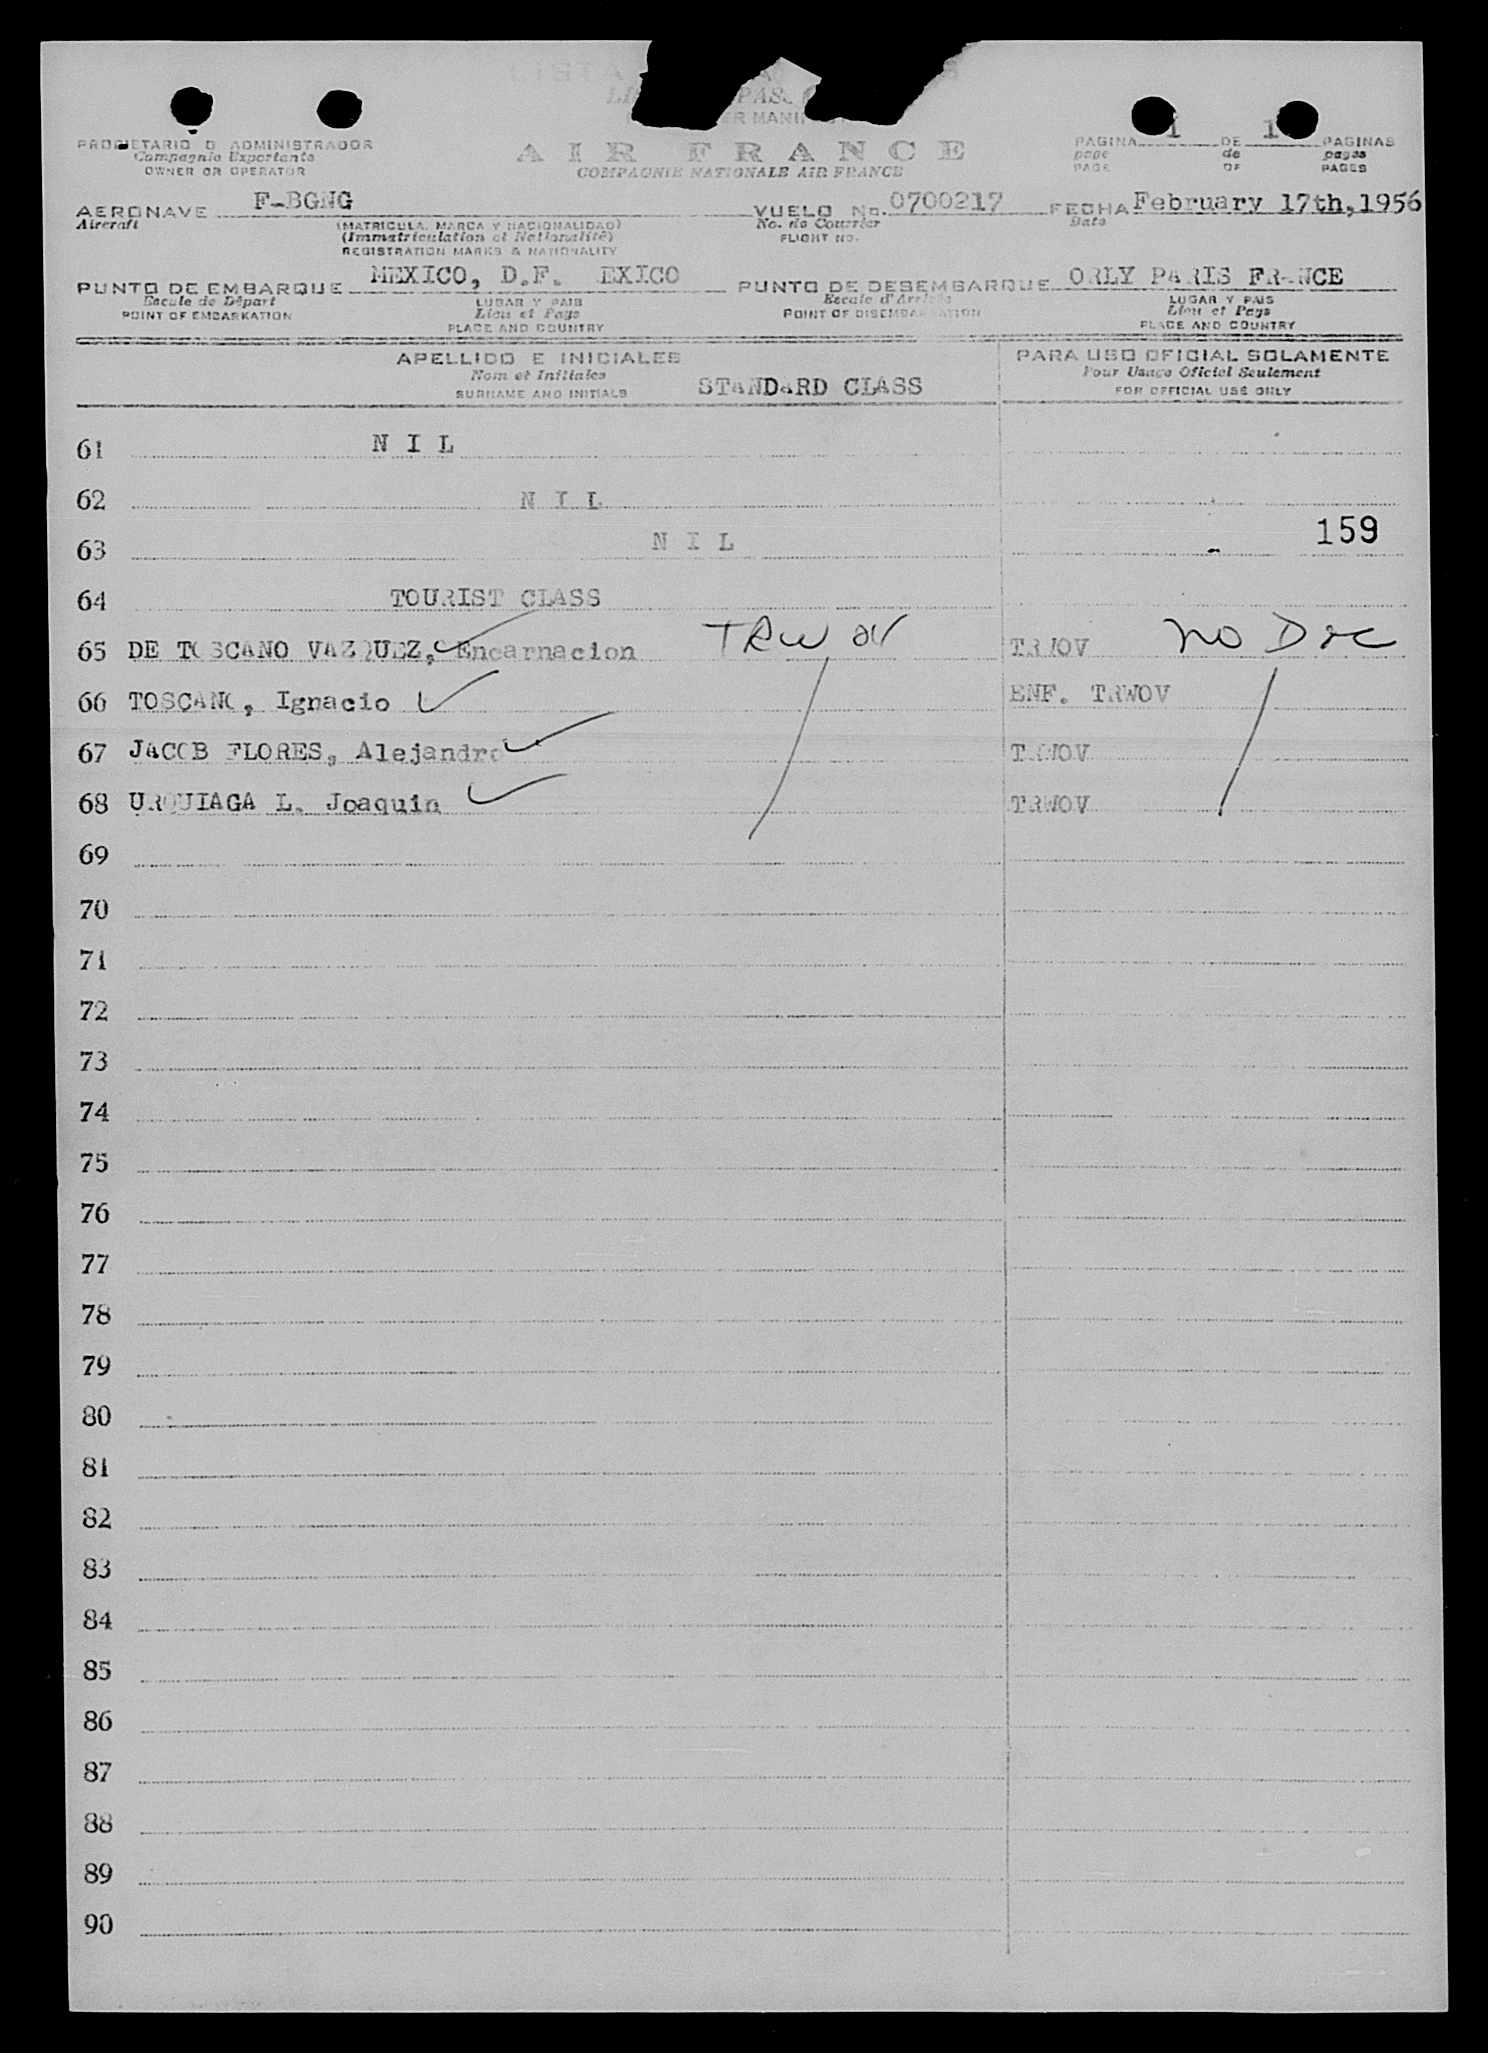 PAGINA 1 DE 1 PAGINAS
PROPIETARIO O ADMINISTRADOR
Compagnie Exportante
OWNER OR OPERATOR
AIR FRANCE
COMPAGNIE NATIONALE AIR FRANCE
page de pages
PAGE OF PAGES
AERONAVE F-BGNG VUELO No. 0700217 FECHA February 17th,1956
Aircraft No. de Courrier Date
(MATRICULA, MARCA Y NACIONALIDAD) FLIGHT NO.
(Immatriculation et Nationalité)
REGISTRATION MARKS & NATIONALITY
PUNTO DE EMBARQUE MEXICO, D.F. EXICO PUNTO DE DESEMBARQUE ORLY PARIS FRANCE
Escale de Départ LUGAR Y PAIS Escale d'Arrivée LUGAR Y PAIS
POINT OF EMBARKATION Lieu et Pays POINT OF DISEMBARKATION Lieu et Pays
PLACE AND COUNTRY PLACE AND COUNTRY
APELLIDO E INICIALES PARA USO OFICIAL SOLAMENTE
Nom et Initiales STANDARD CLASS Pour Usage Oficiel Seulement
SURNAME AND INITIALS FOR OFFICIAL USE ONLY
61 N I L
62 N I L
63 N I L 159
64 TOURIST CLASS
65 DE TOSCANO VAZQUEZ, Encarnacion TRWOV TRWOV No Doc
66 TOSCANO, Ignacio ENF. TRWOV
67 JACOB FLORES, Alejandro TRWOV
68 URQUIAGA L. Joaquin TRWOV
69
70
71
72
73
74
75
76
77
78
79
80
81
82
83
84
85
86
87
88
89
90